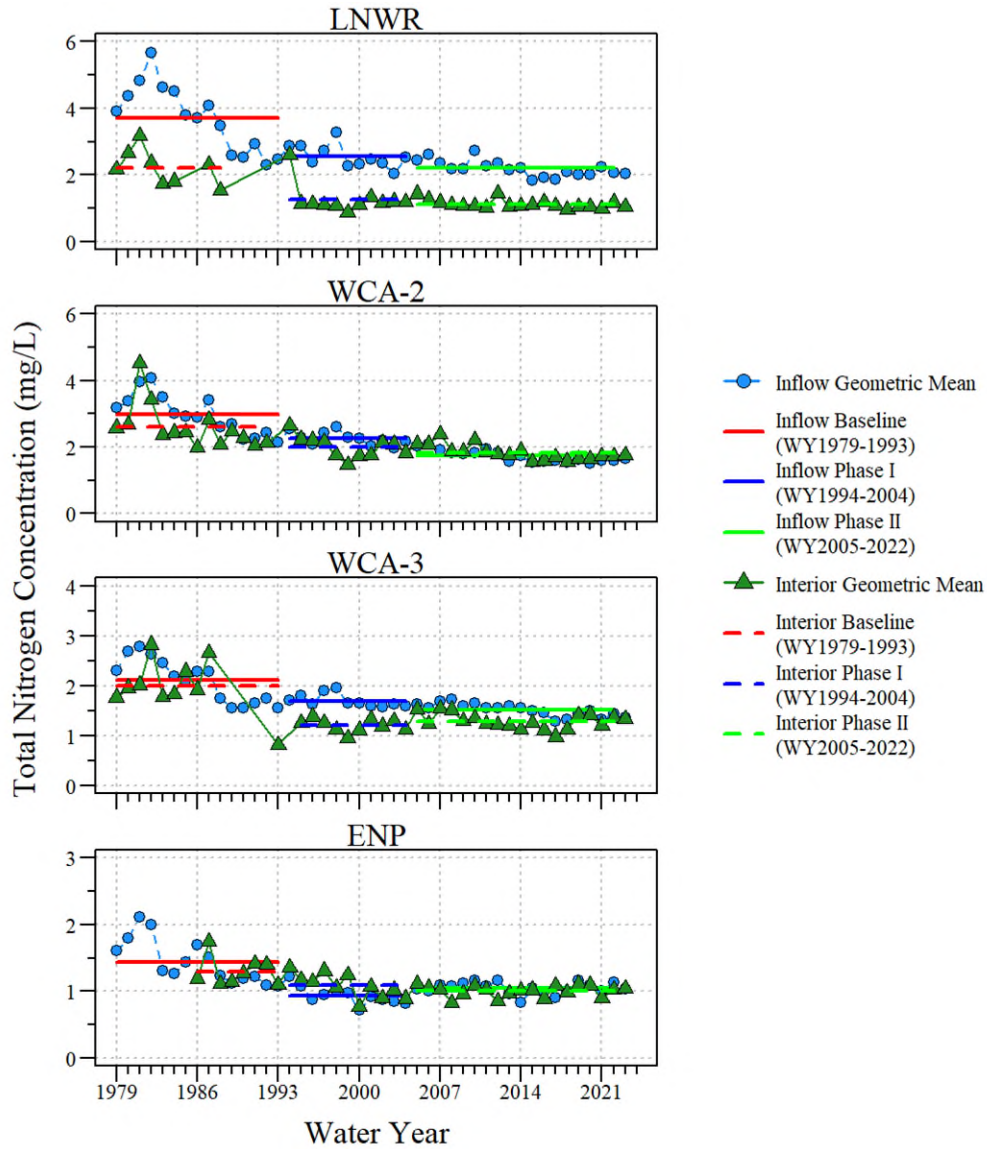 LNWR
6
4
2
0
WCA-2
6
4
2
0
WCA-3
4
3
2
1
0
ENP
3
2
1
0
1979 1986 1993 2000 2007 2014 2021
Water Year
Total Nitrogen Concentration (mg/L)
Inflow Geometric Mean
Inflow Baseline
(WY1979-1993)
Inflow Phase I
(WY1994-2004)
Inflow Phase II
(WY2005-2022)
Interior Geometric Mean
Interior Baseline
(WY1979-1993)
Interior Phase I
(WY1994-2004)
Interior Phase II
(WY2005-2022)